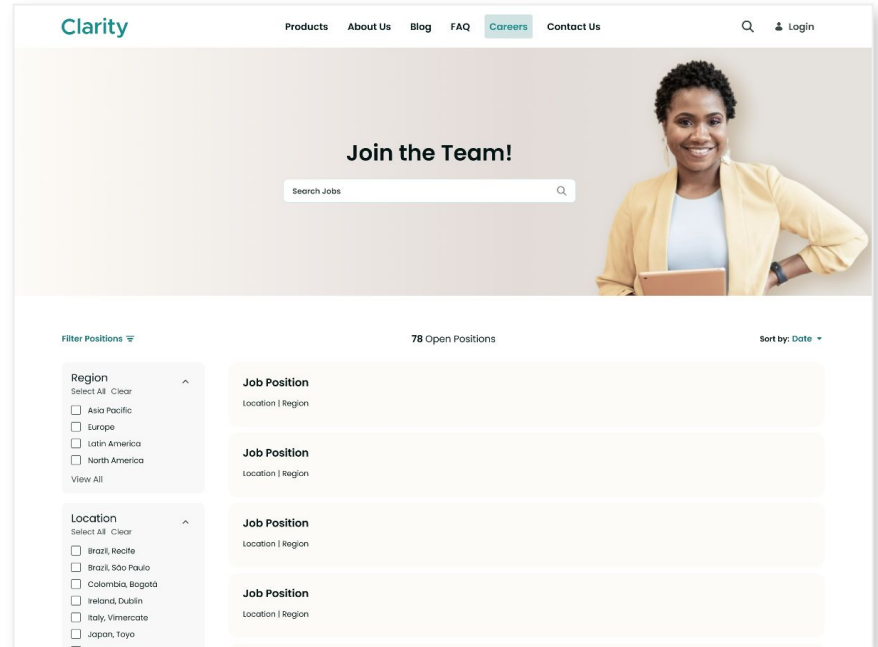 Clarity
Products About Us Blog FAQ Careers Contact Us Login
Join the Team!
Search Jobs
Filter Positions
78 Open Positions
Sort by: Date
Region
Select All Clear
Asia Pacific
Europe
Latin America
North America
View All
Location
Select All Clear
Brazil, Recife
Brazil, São Paulo
Colombia, Bogotá
Ireland, Dublin
Italy, Vimercate
Japan, Toyo
Job Position
Location | Region
Job Position
Location | Region
Job Position
Location | Region
Job Position
Location | Region